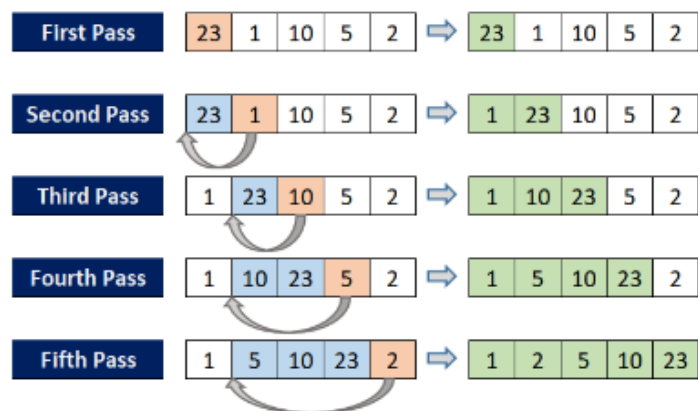 First Pass 23 1 10 5 2 23 1 10 5 2
Second Pass 23 1 10 5 2 1 23 10 5 2
Third Pass 1 23 10 5 2 1 10 23 5 2
Fourth Pass 1 10 23 5 2 1 5 10 23 2
Fifth Pass 1 5 10 23 2 1 2 5 10 23